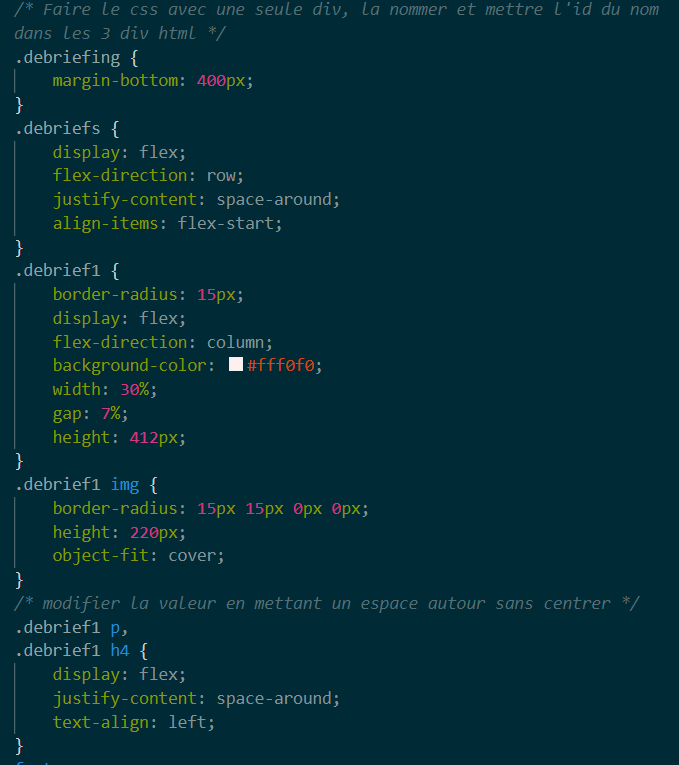 /* Faire le css avec une seule div, la nommer et mettre l'id du nom
dans les 3 div html */
.debriefing {
    margin-bottom: 400px;
}
.debriefs {
    display: flex;
    flex-direction: row;
    justify-content: space-around;
    align-items: flex-start;
}
.debrief1 {
    border-radius: 15px;
    display: flex;
    flex-direction: column;
    background-color: #fff0f0;
    width: 30%;
    gap: 7%;
    height: 412px;
}
.debrief1 img {
    border-radius: 15px 15px 0px 0px;
    height: 220px;
    object-fit: cover;
}
/* modifier la valeur en mettant un espace autour sans centrer */
.debrief1 p,
.debrief1 h4 {
    display: flex;
    justify-content: space-around;
    text-align: left;
}